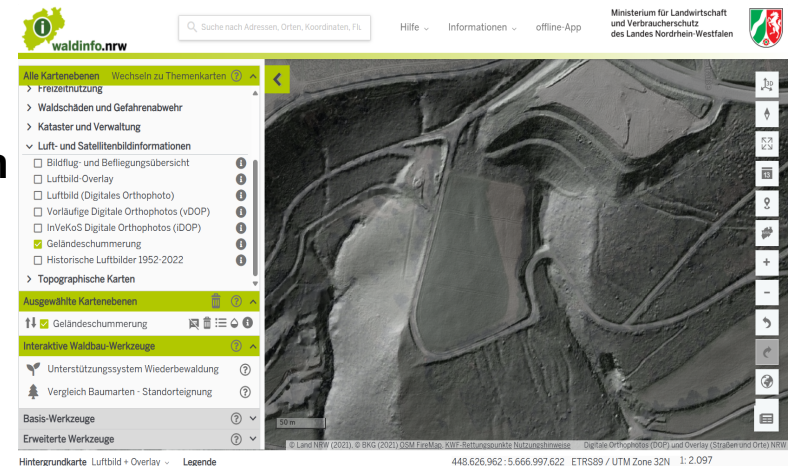 waldinfo.nrw
Suche nach Adressen, Orten, Koordinaten, Flu
Hilfe
Informationen
offline-App
Ministerium für Landwirtschaft
und Verbraucherschutz
des Landes Nordrhein-Westfalen
Alle Kartenebenen Wechseln zu Themenkarten ?
Freizeitnutzung
Waldschäden und Gefahrenabwehr
Kataster und Verwaltung
Luft- und Satellitenbildinformationen
Bildflug- und Befliegungsübersicht
Luftbild-Overlay
Luftbild (Digitales Orthophoto)
Vorläufige Digitale Orthophotos (vDOP)
InVeKoS Digitale Orthophotos (iDOP)
Geländeschummerung
Historische Luftbilder 1952-2022
Topographische Karten
Ausgewählte Kartenebenen ?
Geländeschummerung
Interaktive Waldbau-Werkzeuge ?
Unterstützungssystem Wiederbewaldung ?
Vergleich Baumarten - Standorteignung ?
Basis-Werkzeuge ?
Erweiterte Werkzeuge ?
n
3D
13
+
-
50 m
© Land NRW (2021). © BKG (2021) OSM FireMap, KWF-Rettungspunkte Nutzungshinweise Digitale Orthophotos (DOP) und Overlay (Straßen und Orte) NRW
Hintergrundkarte Luftbild + Overlay Legende 448.626.962 : 5.666.997,622 ETRS89 / UTM Zone 32N 1: 2.097